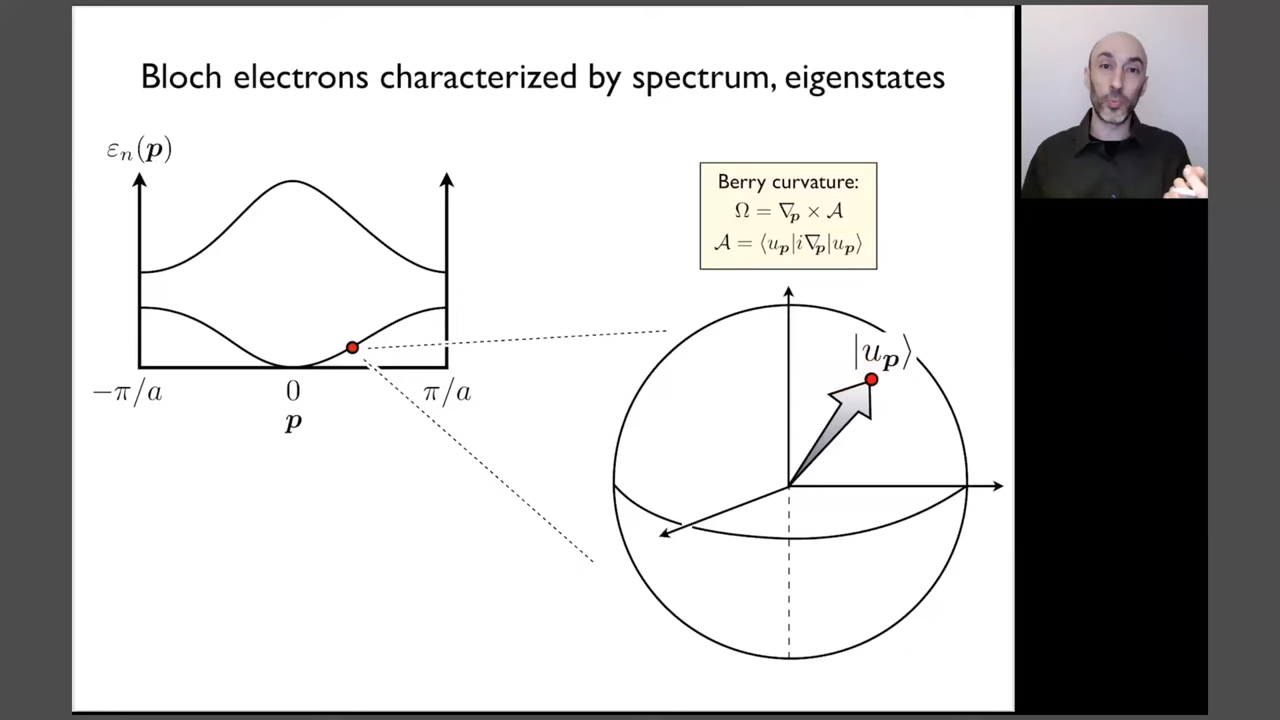 Bloch electrons characterized by spectrum, eigenstates
εₙ(𝒑)
−π/a
0
π/a
𝒑
Berry curvature:
Ω = ∇𝒑 × 𝒜
𝒜 = ⟨u𝒑|i∇𝒑|u𝒑⟩
|u𝒑⟩